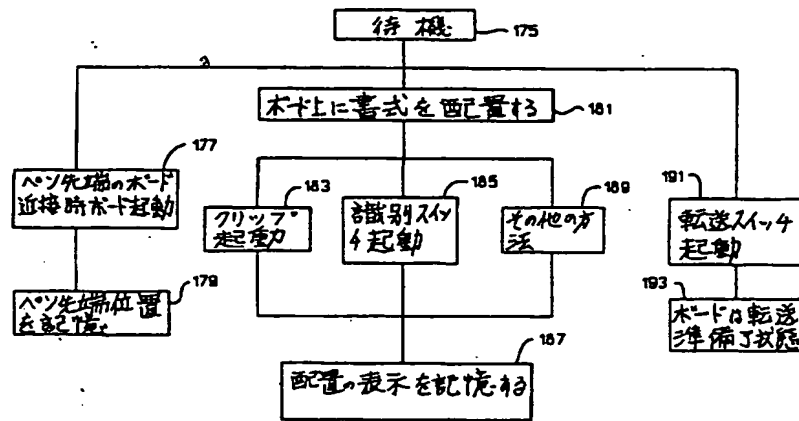 待機
175
ボード上に書式を配置する
181
177
ペン先端のボード
近接時ボード起動
183
クリップ
起動
185
識別スイッ
チ起動
189
その他の方
法
191
転送スイッチ
起動
179
ペン先端位置
を記憶
193
ボードは転送
準備了状態
187
配置の表示を記憶する